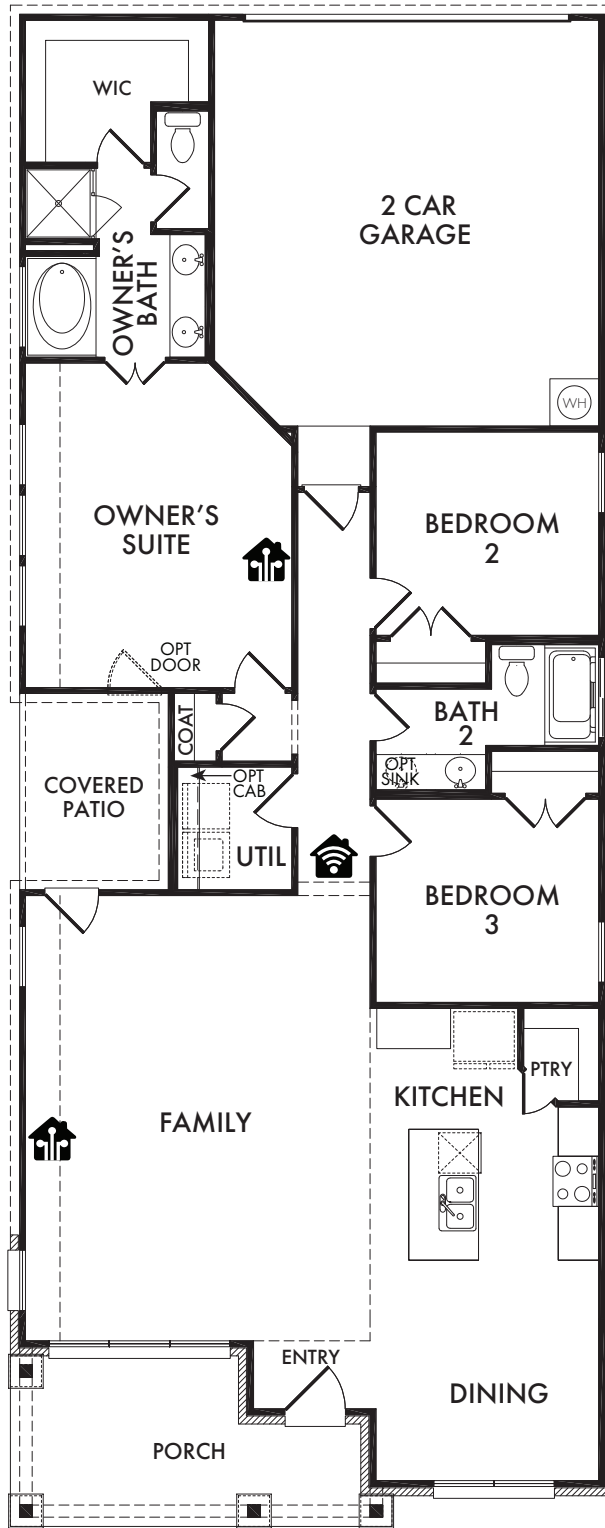 WIC
2 CAR
GARAGE
OWNER'S
BATH
WH
OWNER'S
SUITE
BEDROOM
2
OPT
DOOR
COAT
BATH
2
OPT
SINK
COVERED
PATIO
OPT
CAB
UTIL
BEDROOM
3
PTRY
KITCHEN
FAMILY
ENTRY
DINING
PORCH